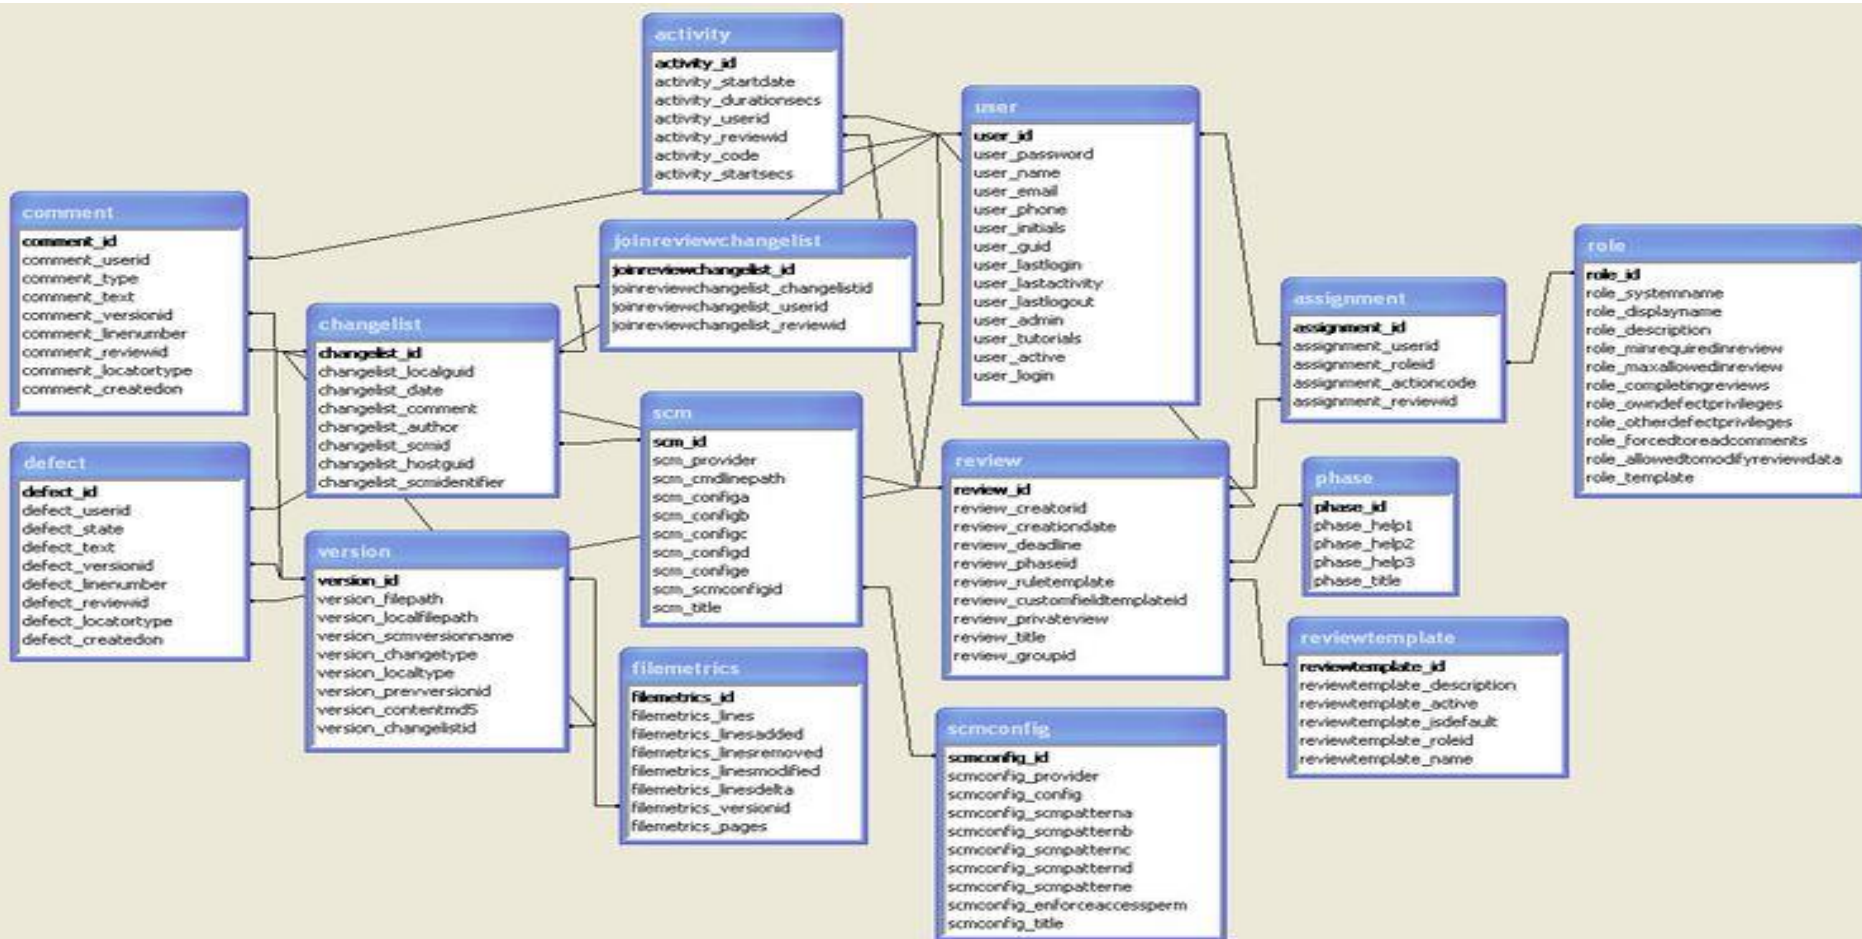 activity
activity_id
activity_startdate
activity_durationsecs
activity_userid
activity_reviewid
activity_code
activity_startsecs
user
user_id
user_password
user_name
user_email
user_phone
user_initials
user_guid
user_lastlogin
user_lastactivity
user_lastlogout
user_admin
user_tutorials
user_active
user_login
comment
comment_id
comment_userid
comment_type
comment_text
comment_versionid
comment_linenumber
comment_reviewid
comment_locatortype
comment_createdon
joinreviewchangelist
joinreviewchangelist_id
joinreviewchangelist_changelistid
joinreviewchangelist_userid
joinreviewchangelist_reviewid
role
role_id
role_systemname
role_displayname
role_description
role_minrequiredinreview
role_maxallowedinreview
role_completingreviews
role_owndefectprivileges
role_otherdefectprivileges
role_forcedtoreadcomments
role_allowedtomodifyreviewdata
role_template
assignment
assignment_id
assignment_userid
assignment_roleid
assignment_actioncode
assignment_reviewid
changelist
changelist_id
changelist_localguid
changelist_date
changelist_comment
changelist_author
changelist_scmid
changelist_hostguid
changelist_scmidentifier
scm
scm_id
scm_provider
scm_cmdlinepath
scm_configa
scm_configb
scm_configc
scm_configd
scm_confige
scm_scmconfigid
scm_title
defect
defect_id
defect_userid
defect_state
defect_text
defect_versionid
defect_linenumber
defect_reviewid
defect_locatortype
defect_createdon
review
review_id
review_creatorid
review_creationdate
review_deadline
review_phaseid
review_ruletemplate
review_customfieldtemplateid
review_privateview
review_title
review_groupid
phase
phase_id
phase_help1
phase_help2
phase_help3
phase_title
version
version_id
version_filepath
version_localfilepath
version_scmversionname
version_changetype
version_localtype
version_prevversionid
version_contentmd5
version_changelistid
reviewtemplate
reviewtemplate_id
reviewtemplate_description
reviewtemplate_active
reviewtemplate_isdefault
reviewtemplate_roleid
reviewtemplate_name
filemetrics
filemetrics_id
filemetrics_lines
filemetrics_linesadded
filemetrics_linesremoved
filemetrics_linesmodified
filemetrics_linesdelta
filemetrics_versionid
filemetrics_pages
scmconfig
scmconfig_id
scmconfig_provider
scmconfig_config
scmconfig_scmpatterna
scmconfig_scmpatternb
scmconfig_scmpatternc
scmconfig_scmpatternd
scmconfig_scmpatterne
scmconfig_enforceaccessperm
scmconfig_title